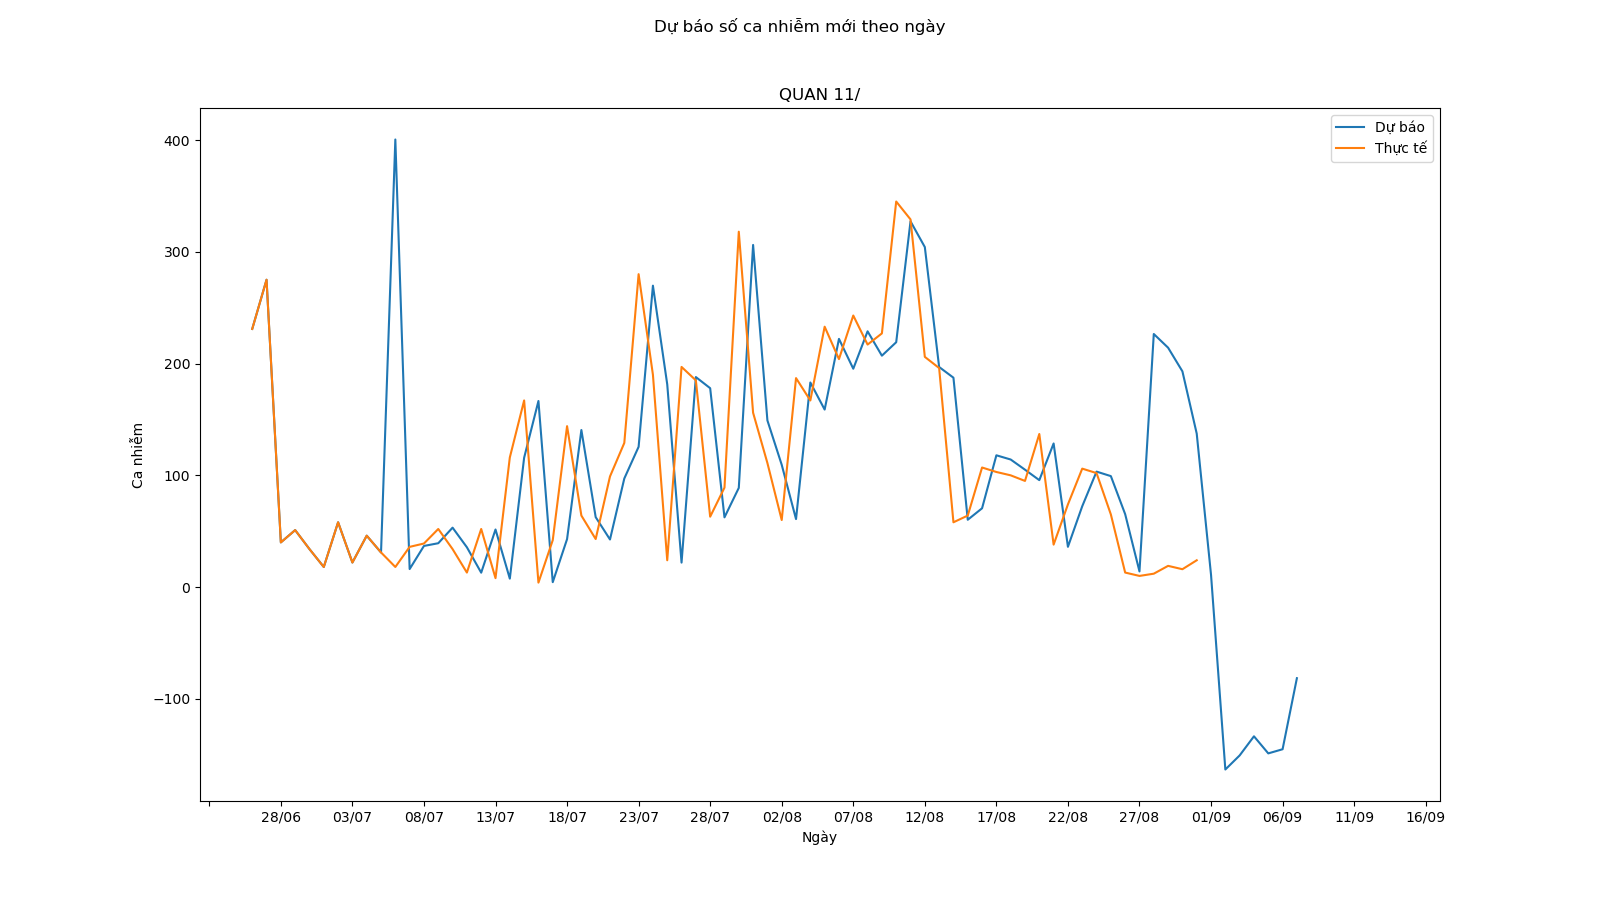 Dự báo số ca nhiễm mới theo ngày
QUAN 11/
Dự báo
Thực tế
400
300
200
100
0
−100
Ca nhiễm
28/06 03/07 08/07 13/07 18/07 23/07 28/07 02/08 07/08 12/08 17/08 22/08 27/08 01/09 06/09 11/09 16/09
Ngày